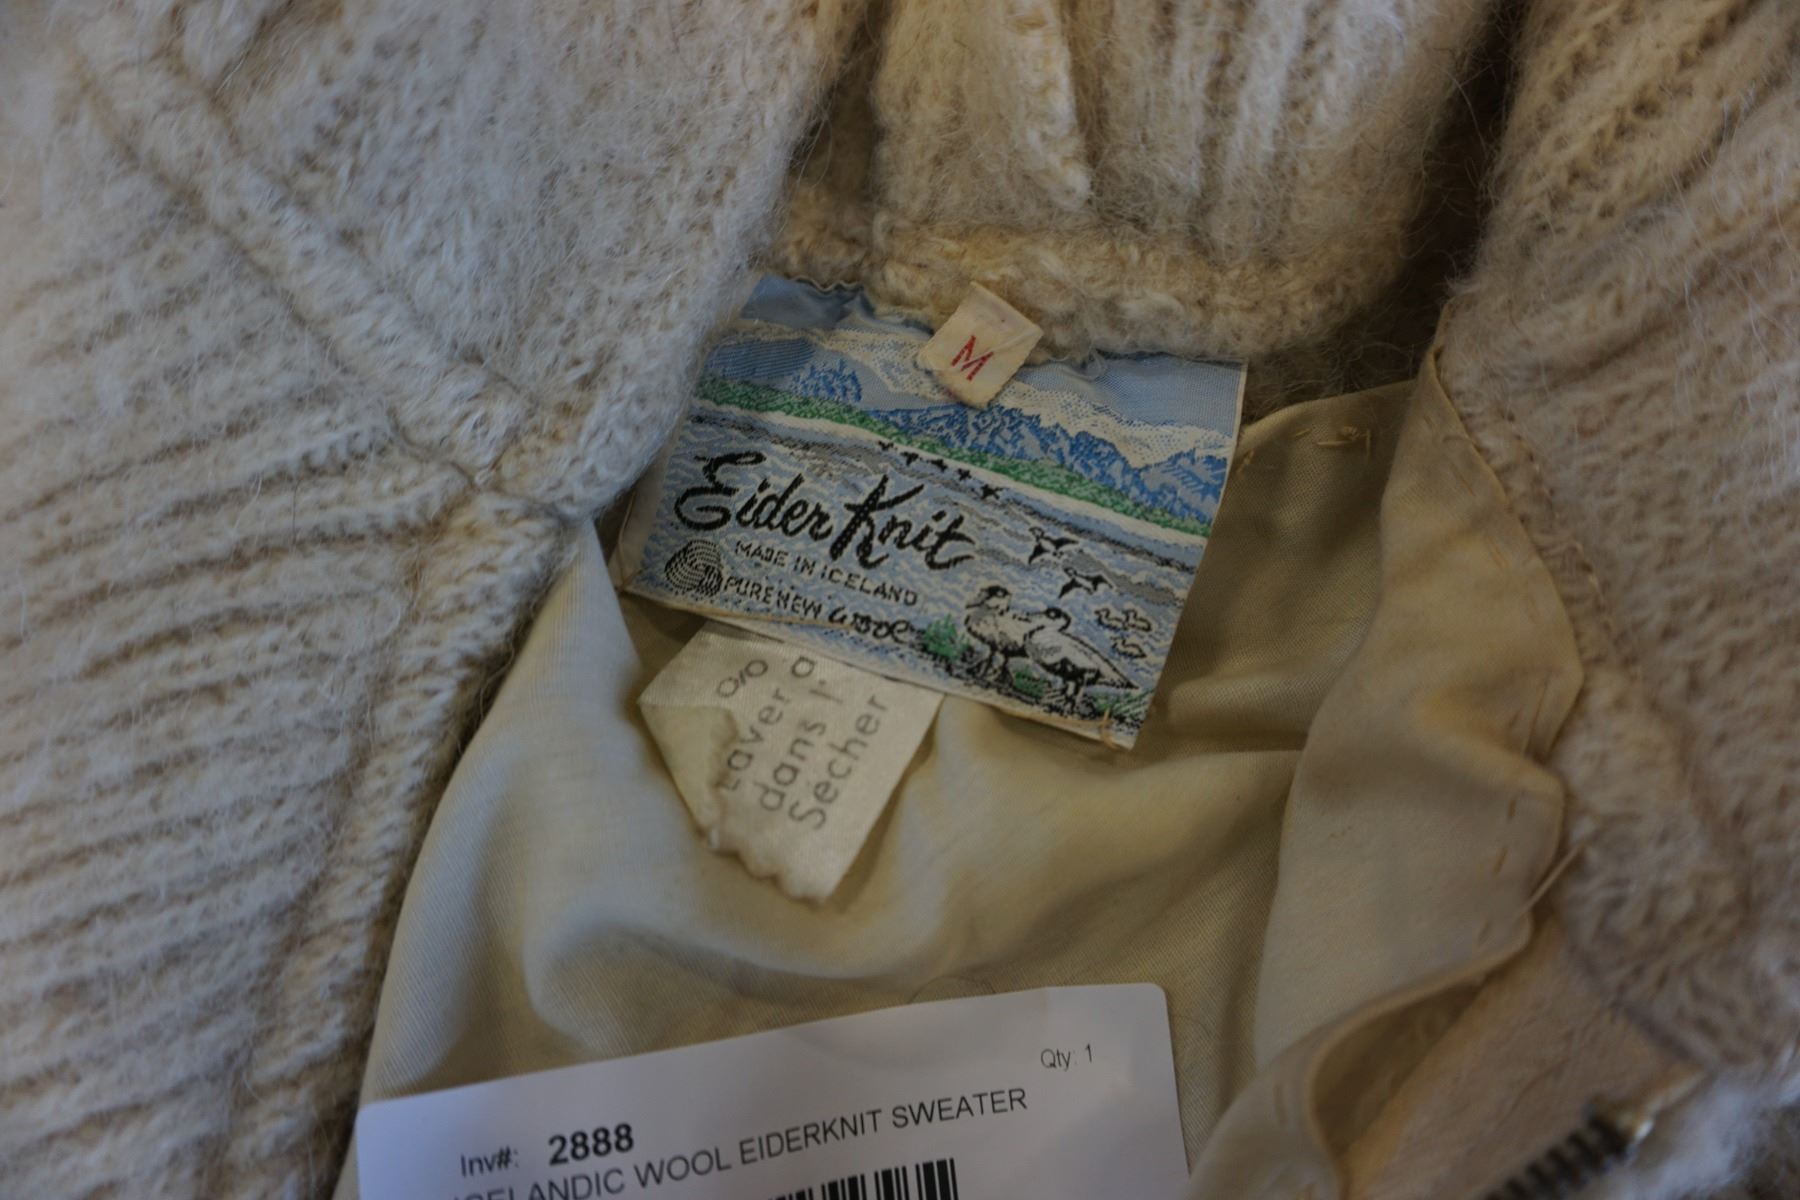 M
Eider Knit
MADE IN ICELAND
PURE NEW WOOL
Laver a
dans l'
Sécher
Qty: 1
Inv#: 2888
ICELANDIC WOOL EIDERKNIT SWEATER